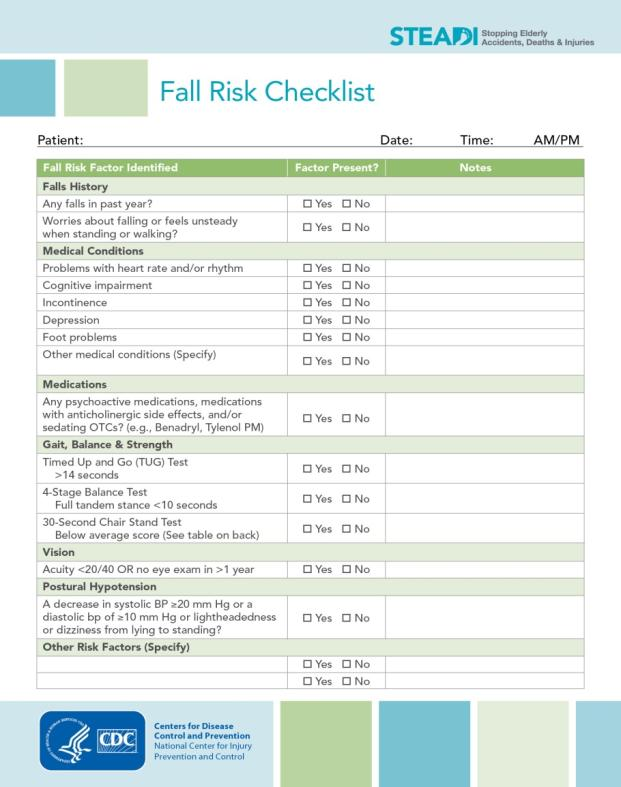 STEADI Stopping Elderly
Accidents, Deaths & Injuries
Fall Risk Checklist
Patient: Date: Time: AM/PM
Fall Risk Factor Identified Factor Present? Notes
Falls History
Any falls in past year? ☐ Yes ☐ No
Worries about falling or feels unsteady
when standing or walking? ☐ Yes ☐ No
Medical Conditions
Problems with heart rate and/or rhythm ☐ Yes ☐ No
Cognitive impairment ☐ Yes ☐ No
Incontinence ☐ Yes ☐ No
Depression ☐ Yes ☐ No
Foot problems ☐ Yes ☐ No
Other medical conditions (Specify) ☐ Yes ☐ No
Medications
Any psychoactive medications, medications
with anticholinergic side effects, and/or
sedating OTCs? (e.g., Benadryl, Tylenol PM) ☐ Yes ☐ No
Gait, Balance & Strength
Timed Up and Go (TUG) Test
>14 seconds ☐ Yes ☐ No
4-Stage Balance Test
Full tandem stance <10 seconds ☐ Yes ☐ No
30-Second Chair Stand Test
Below average score (See table on back) ☐ Yes ☐ No
Vision
Acuity <20/40 OR no eye exam in >1 year ☐ Yes ☐ No
Postural Hypotension
A decrease in systolic BP ≥20 mm Hg or a
diastolic bp of ≥10 mm Hg or lightheadedness
or dizziness from lying to standing? ☐ Yes ☐ No
Other Risk Factors (Specify)
☐ Yes ☐ No
☐ Yes ☐ No
CDC
Centers for Disease
Control and Prevention
National Center for Injury
Prevention and Control